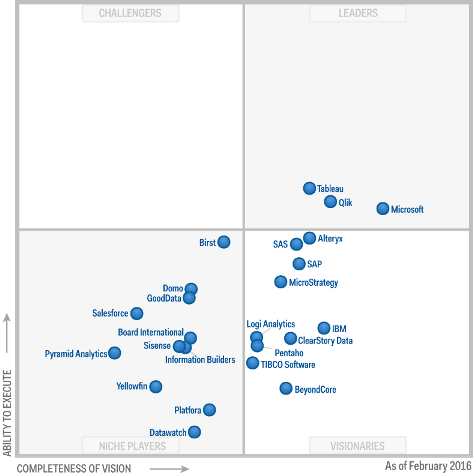 CHALLENGERS
LEADERS
Tableau
Qlik
Microsoft
Birst
Alteryx
SAS
SAP
MicroStrategy
Domo
GoodData
Salesforce
Logi Analytics
IBM
Board International
ClearStory Data
Sisense
Pyramid Analytics
Pentaho
Information Builders
TIBCO Software
Yellowfin
BeyondCore
Platfora
Datawatch
NICHE PLAYERS
VISIONARIES
ABILITY TO EXECUTE
COMPLETENESS OF VISION
As of February 2016